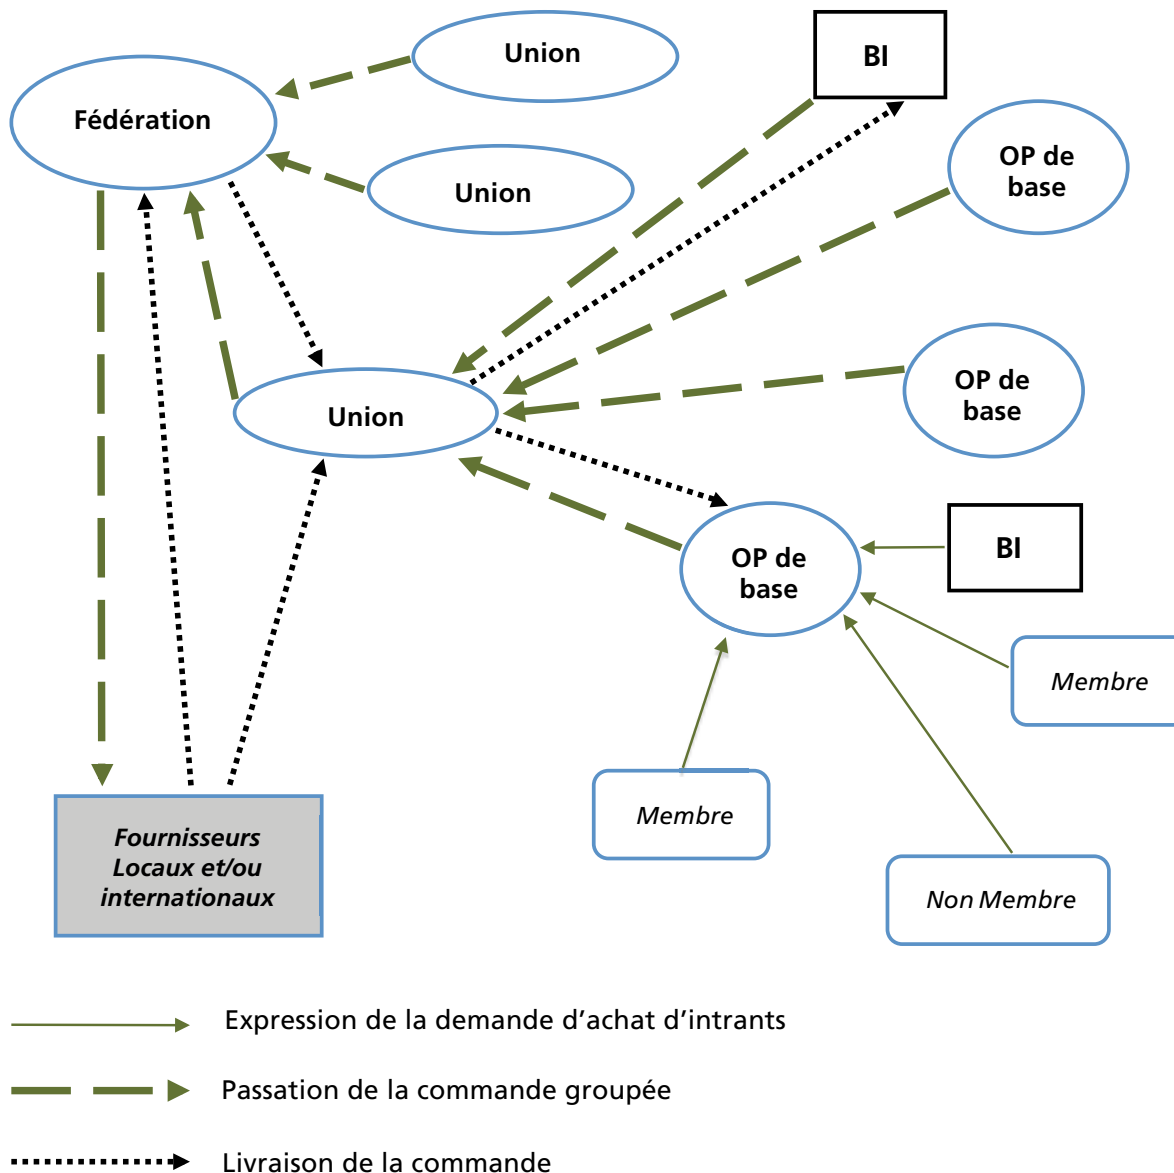 Union
BI
Fédération
OP de
base
Union
OP de
base
Union
OP de
base
BI
Membre
Membre
Fournisseurs
Locaux et/ou
internationaux
Non Membre
Expression de la demande d’achat d’intrants
Passation de la commande groupée
Livraison de la commande